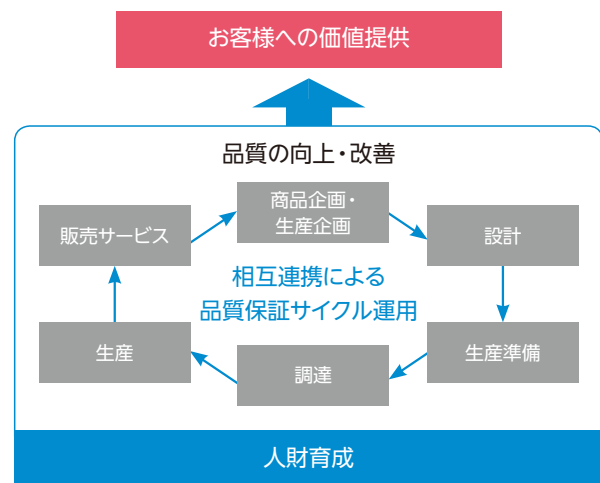 お客様への価値提供
品質の向上・改善
商品企画・
生産企画
販売サービス
設計
相互連携による
品質保証サイクル運用
生産
調達
生産準備
人財育成